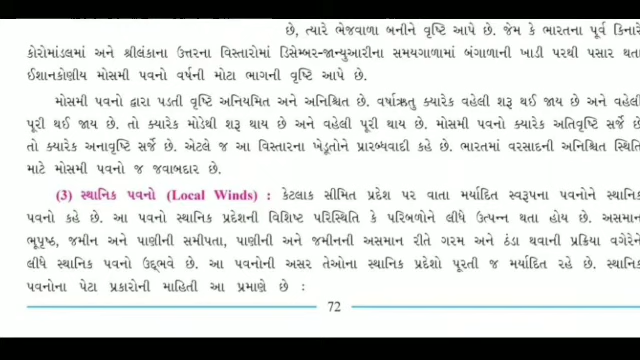 છે, ત્યારે ભેજવાળા બનીને વૃષ્ટિ આપે છે. જેમ કે ભારતના પૂર્વ કિનારે
કોરોમાંડલમાં અને શ્રીલંકાના ઉત્તરના વિસ્તારોમાં ડિસેમ્બર-જાન્યુઆરીના સમયગાળામાં બંગાળાની ખાડી પરથી પસાર થતા
ઈશાનકોણીય મોસમી પવનો વર્ષની મોટા ભાગની વૃષ્ટિ આપે છે.
મોસમી પવનો દ્વારા પડતી વૃષ્ટિ અનિયમિત અને અનિશ્ચિત છે. વર્ષાઋતુ ક્યારેક વહેલી શરૂ થઈ જાય છે અને વહેલી
પૂરી થઈ જાય છે. તો ક્યારેક મોડેથી શરૂ થાય છે અને વહેલી પૂરી થાય છે. મોસમી પવનો ક્યારેક અતિવૃષ્ટિ સર્જે છે
તો ક્યારેક અનાવૃષ્ટિ સર્જે છે. એટલે જ આ વિસ્તારના ખેડૂતોને પ્રારબ્ધવાદી કહે છે. ભારતમાં વરસાદની અનિશ્ચિત સ્થિતિ
માટે મોસમી પવનો જ જવાબદાર છે.
(3) સ્થાનિક પવનો (Local Winds) : કેટલાક સીમિત પ્રદેશ પર વાતા મર્યાદિત સ્વરૂપના પવનોને સ્થાનિક
પવનો કહે છે. આ પવનો સ્થાનિક પ્રદેશની વિશિષ્ટ પરિસ્થિતિ કે પરિબળોને લીધે ઉત્પન્ન થતા હોય છે. અસમાન
ભૂપૃષ્ઠ, જમીન અને પાણીની સમીપતા, પાણીની અને જમીનની અસમાન રીતે ગરમ અને ઠંડા થવાની પ્રક્રિયા વગેરેને
લીધે સ્થાનિક પવનો ઉદ્દભવે છે. આ પવનોની અસર તેઓના સ્થાનિક પ્રદેશો પૂરતી જ મર્યાદિત રહે છે. સ્થાનિક
પવનોના પેટા પ્રકારોની માહિતી આ પ્રમાણે છે :
72